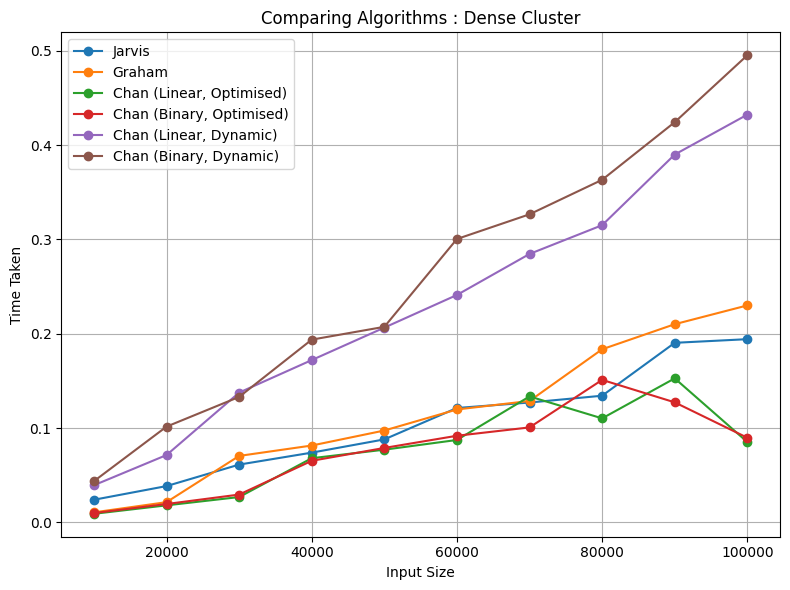 Comparing Algorithms : Dense Cluster
Jarvis
Graham
Chan (Linear, Optimised)
Chan (Binary, Optimised)
Chan (Linear, Dynamic)
Chan (Binary, Dynamic)
Time Taken
0.5
0.4
0.3
0.2
0.1
0.0
20000 40000 60000 80000 100000
Input Size